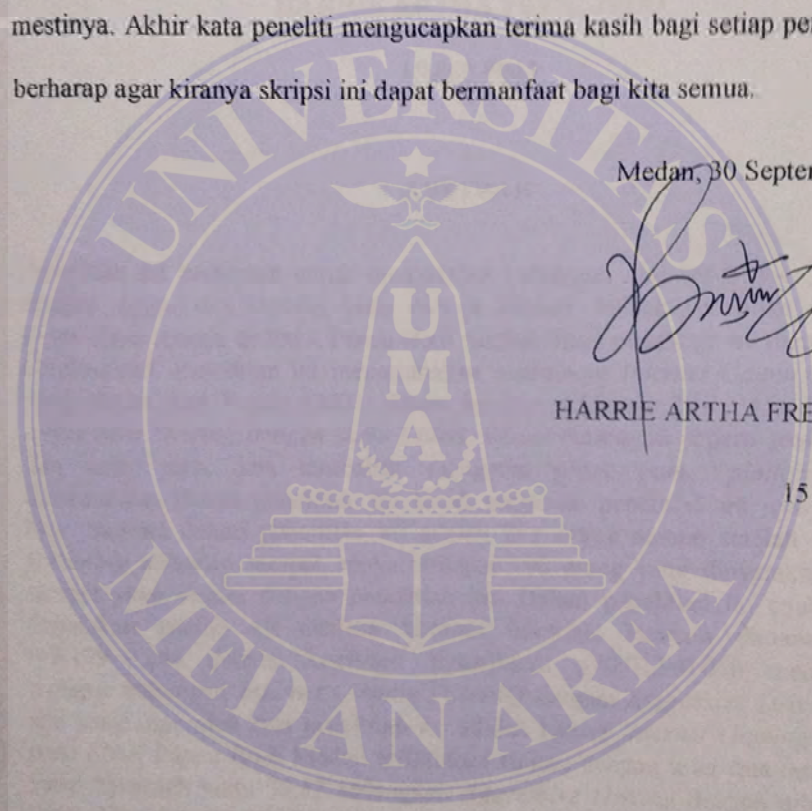 mestinya. Akhir kata peneliti mengucapkan terima kasih bagi setiap pe
berharap agar kiranya skripsi ini dapat bermanfaat bagi kita semua.
Medan, 30 Septe
HARRIE ARTHA FRE
15
UNIVERSITAS
UMA
MEDAN AREA